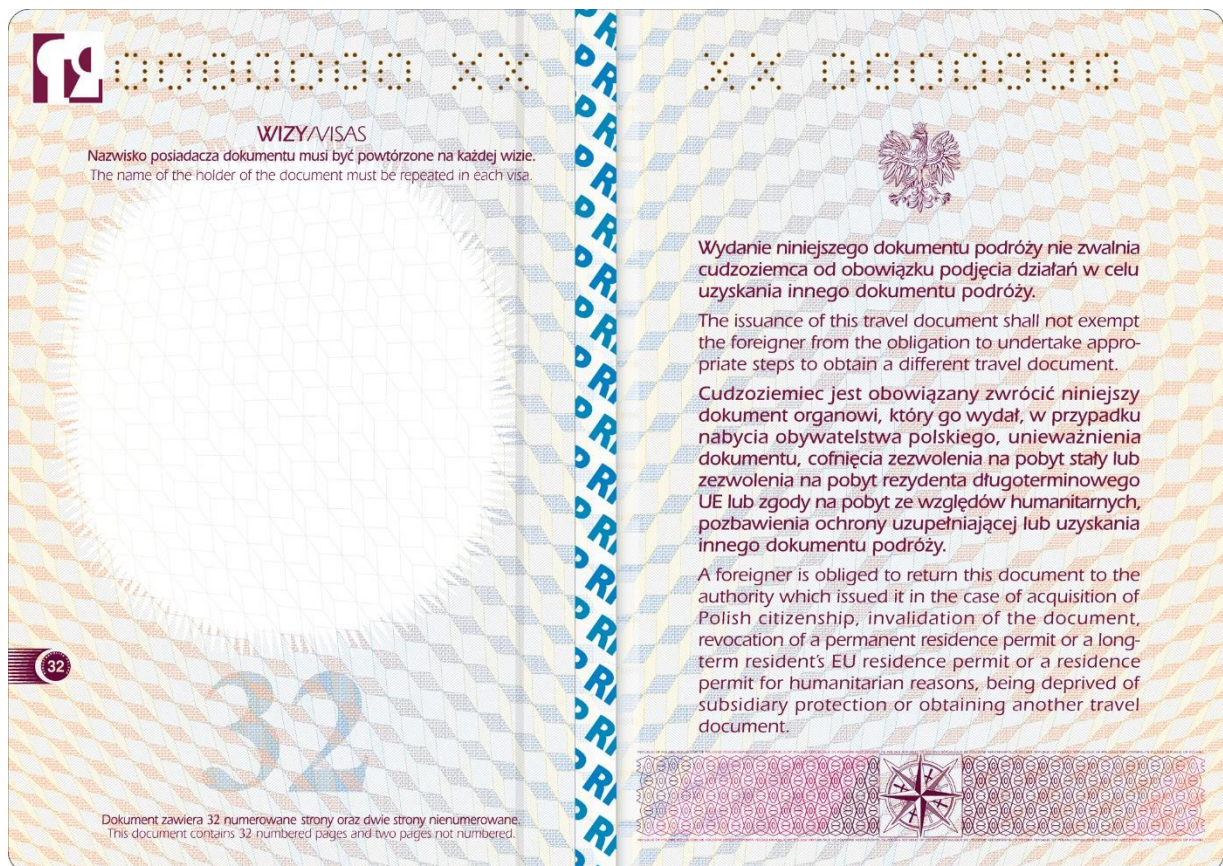 WIZY/VISAS
Nazwisko posiadacza dokumentu musi być powtórzone na każdej wizie.
The name of the holder of the document must be repeated in each visa.
32
32
Dokument zawiera 32 numerowane strony oraz dwie strony nienumerowane
This document contains 32 numbered pages and two pages not numbered.
Wydanie niniejszego dokumentu podróży nie zwalnia
cudzoziemca od obowiązku podjęcia działań w celu
uzyskania innego dokumentu podróży.
The issuance of this travel document shall not exempt
the foreigner from the obligation to undertake appro-
priate steps to obtain a different travel document.
Cudzoziemiec jest obowiązany zwrócić niniejszy
dokument organowi, który go wydał, w przypadku
nabycia obywatelstwa polskiego, unieważnienia
dokumentu, cofnięcia zezwolenia na pobyt stały lub
zezwolenia na pobyt rezydenta długoterminowego
UE lub zgody na pobyt ze względów humanitarnych,
pozbawienia ochrony uzupełniającej lub uzyskania
innego dokumentu podróży.
A foreigner is obliged to return this document to the
authority which issued it in the case of acquisition of
Polish citizenship, invalidation of the document,
revocation of a permanent residence permit or a long-
term resident's EU residence permit or a residence
permit for humanitarian reasons, being deprived of
subsidiary protection or obtaining another travel
document.